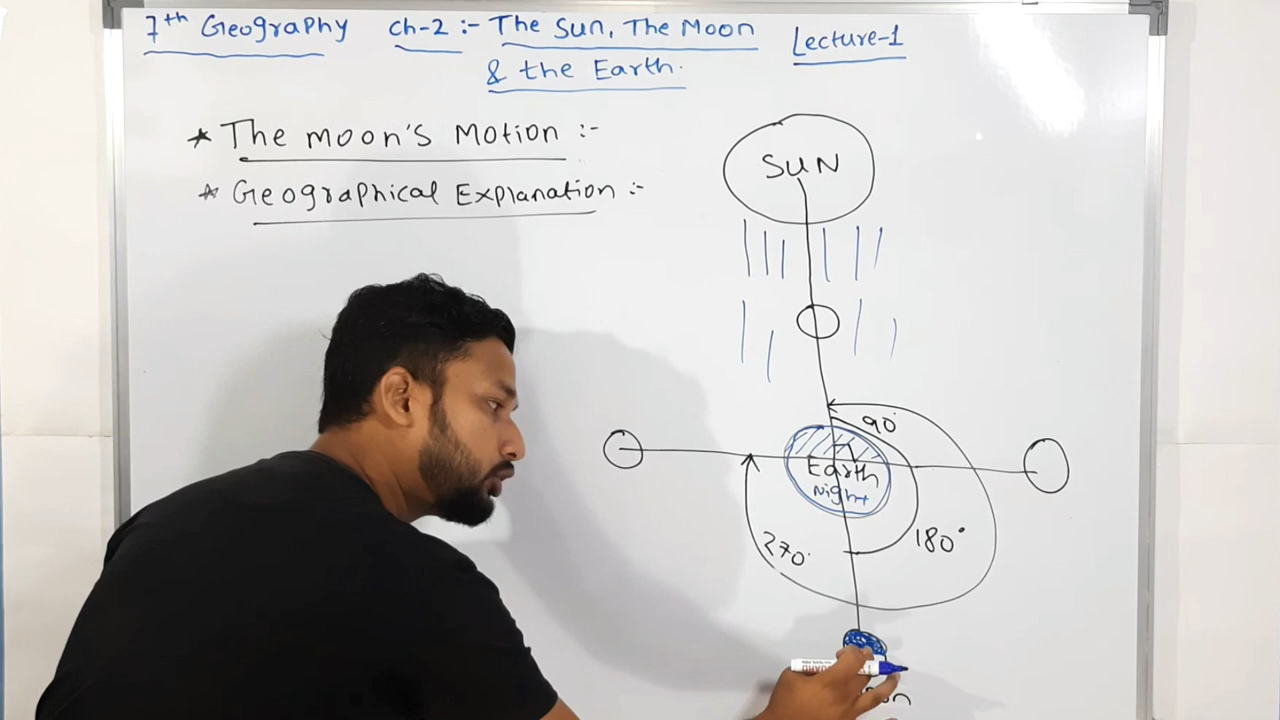 7th Geography Ch-2 :- The Sun, The Moon Lecture-1
& the Earth.
* The moon's Motion :-
* Geographical Explanation :-
SUN
90°
Earth
Night
180°
270°